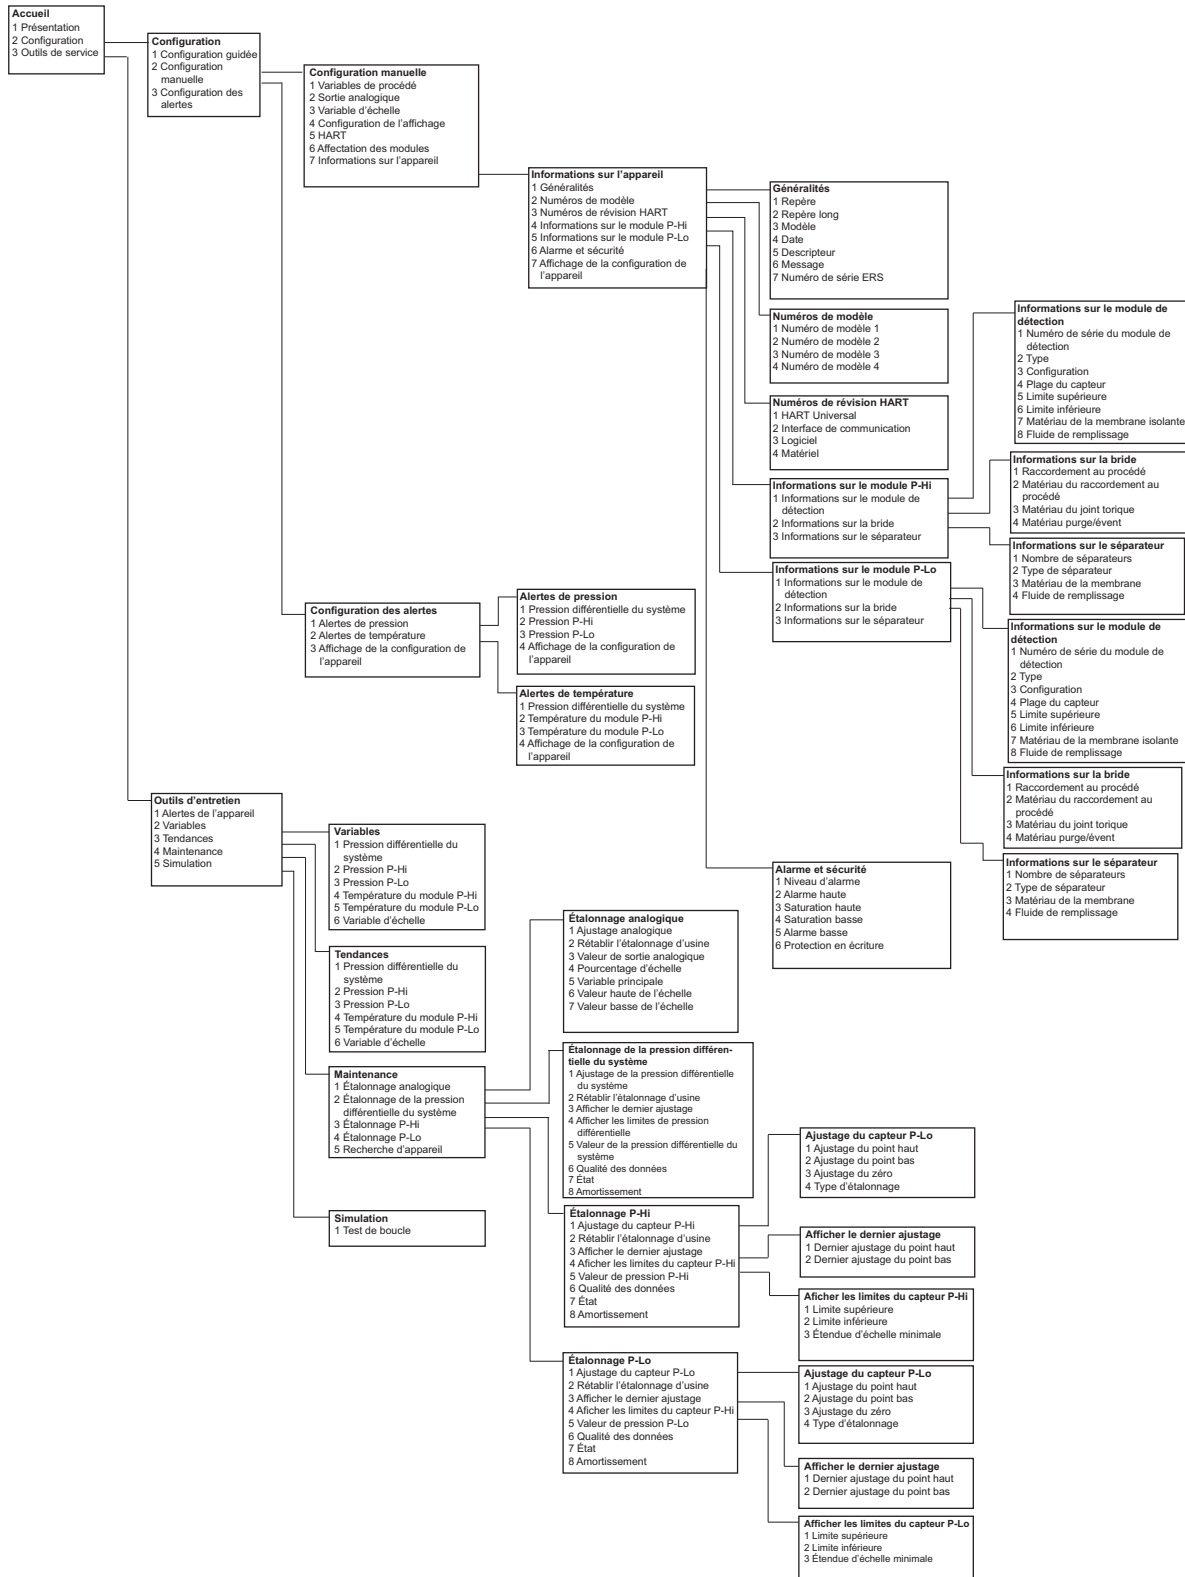 Accueil
1 Présentation
2 Configuration
3 Outils de service
Configuration
1 Configuration guidée
2 Configuration
manuelle
3 Configuration des
alertes
Configuration manuelle
1 Variables de procédé
2 Sortie analogique
3 Variable d'échelle
4 Configuration de l'affichage
5 HART
6 Affectation des modules
7 Informations sur l'appareil
Informations sur l'appareil
1 Généralités
2 Numéros de modèle
3 Numéros de révision HART
4 Informations sur le module P-Hi
5 Informations sur le module P-Lo
6 Alarme et sécurité
7 Affichage de la configuration de
l'appareil
Généralités
1 Repère
2 Repère long
3 Modèle
4 Date
5 Descripteur
6 Message
7 Numéro de série ERS
Numéros de modèle
1 Numéro de modèle 1
2 Numéro de modèle 2
3 Numéro de modèle 3
4 Numéro de modèle 4
Numéros de révision HART
1 HART Universal
2 Interface de communication
3 Logiciel
4 Matériel
Informations sur le module P-Hi
1 Informations sur le module de
détection
2 Informations sur la bride
3 Informations sur le séparateur
Informations sur le module P-Lo
1 Informations sur le module de
détection
2 Informations sur la bride
3 Informations sur le séparateur
Informations sur le module de
détection
1 Numéro de série du module de
détection
2 Type
3 Configuration
4 Plage du capteur
5 Limite supérieure
6 Limite inférieure
7 Matériau de la membrane isolante
8 Fluide de remplissage
Informations sur la bride
1 Raccordement au procédé
2 Matériau du raccordement au
procédé
3 Matériau du joint torique
4 Matériau purge/évent
Informations sur le séparateur
1 Nombre de séparateurs
2 Type de séparateur
3 Matériau de la membrane
4 Fluide de remplissage
Informations sur le module de
détection
1 Numéro de série du module de
détection
2 Type
3 Configuration
4 Plage du capteur
5 Limite supérieure
6 Limite inférieure
7 Matériau de la membrane isolante
8 Fluide de remplissage
Informations sur la bride
1 Raccordement au procédé
2 Matériau du raccordement au
procédé
3 Matériau du joint torique
4 Matériau purge/évent
Informations sur le séparateur
1 Nombre de séparateurs
2 Type de séparateur
3 Matériau de la membrane
4 Fluide de remplissage
Alarme et sécurité
1 Niveau d'alarme
2 Alarme haute
3 Saturation haute
4 Saturation basse
5 Alarme basse
6 Protection en écriture
Configuration des alertes
1 Alertes de pression
2 Alertes de température
3 Affichage de la configuration de
l'appareil
Alertes de pression
1 Pression différentielle du système
2 Pression P-Hi
3 Pression P-Lo
4 Affichage de la configuration de
l'appareil
Alertes de température
1 Pression différentielle du système
2 Température du module P-Hi
3 Température du module P-Lo
4 Affichage de la configuration de
l'appareil
Outils d'entretien
1 Alertes de l'appareil
2 Variables
3 Tendances
4 Maintenance
5 Simulation
Variables
1 Pression différentielle du
système
2 Pression P-Hi
3 Pression P-Lo
4 Température du module P-Hi
5 Température du module P-Lo
6 Variable d'échelle
Tendances
1 Pression différentielle du
système
2 Pression P-Hi
3 Pression P-Lo
4 Température du module P-Hi
5 Température du module P-Lo
6 Variable d'échelle
Maintenance
1 Étalonnage analogique
2 Étalonnage de la pression
différentielle du système
3 Étalonnage P-Hi
4 Étalonnage P-Lo
5 Recherche d'appareil
Simulation
1 Test de boucle
Étalonnage analogique
1 Ajustage analogique
2 Rétablir l'étalonnage d'usine
3 Valeur de sortie analogique
4 Pourcentage d'échelle
5 Variable principale
6 Valeur haute de l'échelle
7 Valeur basse de l'échelle
Étalonnage de la pression différen-
tielle du système
1 Ajustage de la pression différentielle
du système
2 Rétablir l'étalonnage d'usine
3 Afficher le dernier ajustage
4 Afficher les limites de pression
différentielle
5 Valeur de la pression différentielle du
système
6 Qualité des données
7 État
8 Amortissement
Étalonnage P-Hi
1 Ajustage du capteur P-Hi
2 Rétablir l'étalonnage d'usine
3 Afficher le dernier ajustage
4 Aficher les limites du capteur P-Hi
5 Valeur de pression P-Hi
6 Qualité des données
7 État
8 Amortissement
Étalonnage P-Lo
1 Ajustage du capteur P-Lo
2 Rétablir l'étalonnage d'usine
3 Afficher le dernier ajustage
4 Aficher les limites du capteur P-Hi
5 Valeur de pression P-Lo
6 Qualité des données
7 État
8 Amortissement
Ajustage du capteur P-Lo
1 Ajustage du point haut
2 Ajustage du point bas
3 Ajustage du zéro
4 Type d'étalonnage
Afficher le dernier ajustage
1 Dernier ajustage du point haut
2 Dernier ajustage du point bas
Aficher les limites du capteur P-Hi
1 Limite supérieure
2 Limite inférieure
3 Étendue d'échelle minimale
Ajustage du capteur P-Lo
1 Ajustage du point haut
2 Ajustage du point bas
3 Ajustage du zéro
4 Type d'étalonnage
Afficher le dernier ajustage
1 Dernier ajustage du point haut
2 Dernier ajustage du point bas
Afficher les limites du capteur P-Lo
1 Limite supérieure
2 Limite inférieure
3 Étendue d'échelle minimale